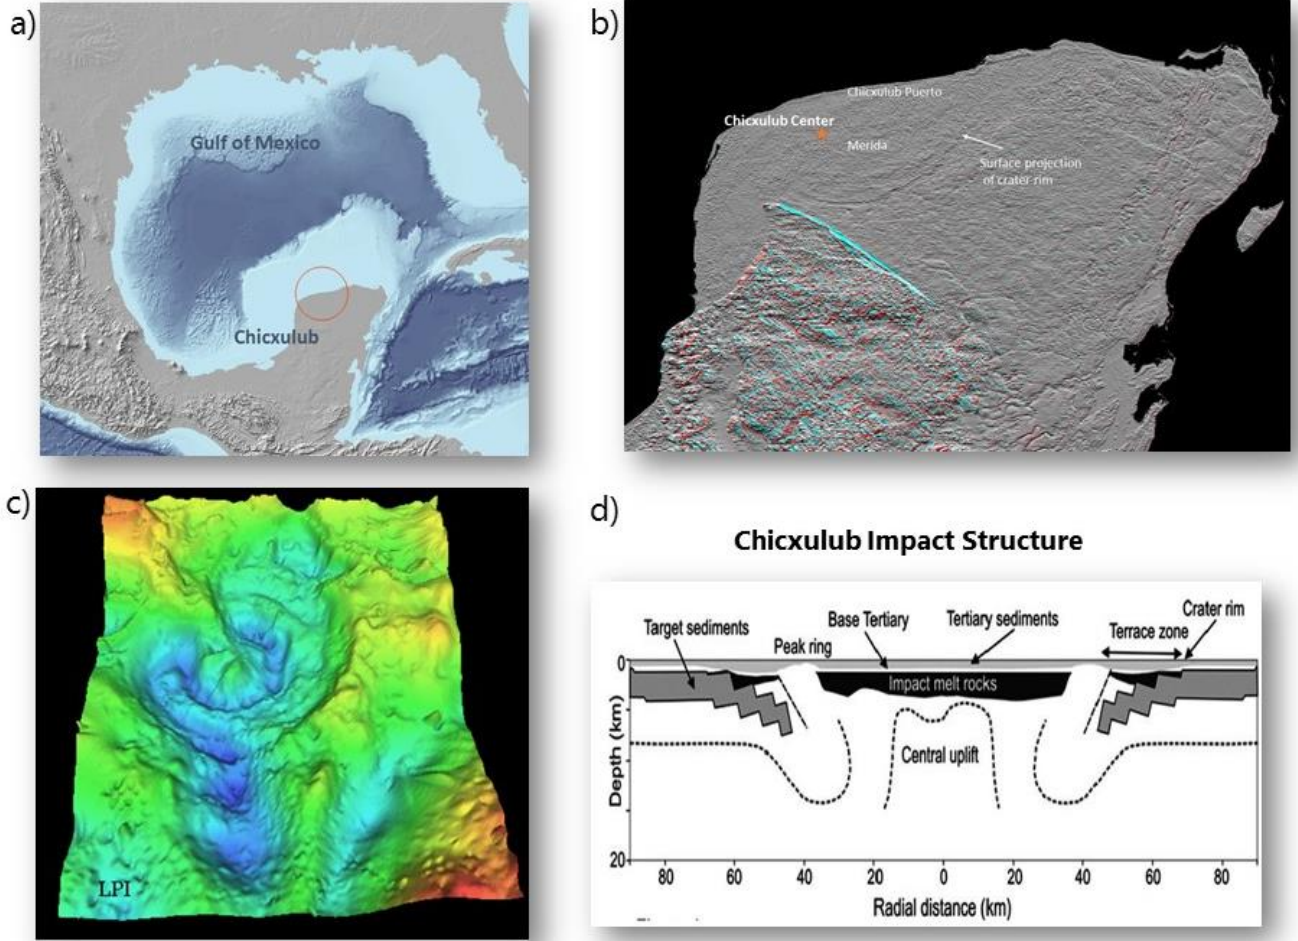 a)
Gulf of Mexico
Chicxulub
b)
Chicxulub Puerto
Chicxulub Center
Merida
Surface projection
of crater rim
c)
LPI
d)
Chicxulub Impact Structure
Target sediments
Peak ring
Base Tertiary
Tertiary sediments
Terrace zone
Crater rim
Impact melt rocks
Central uplift
0
20
Depth (km)
80 60 40 20 0 20 40 60 80
Radial distance (km)